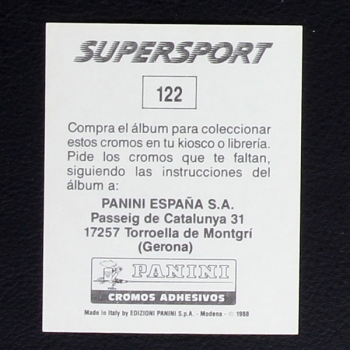 SUPERSPORT
122
Compra el álbum para coleccionar
estos cromos en tu kiosco o librería.
Pide los cromos que te faltan,
siguiendo las instrucciones del
álbum a:
PANINI ESPAÑA S.A.
Passeig de Catalunya 31
17257 Torroella de Montgrí
(Gerona)
PANINI
CROMOS ADHESIVOS
Made in Italy by EDIZIONI PANINI S.p.A. - Modena - © 1988